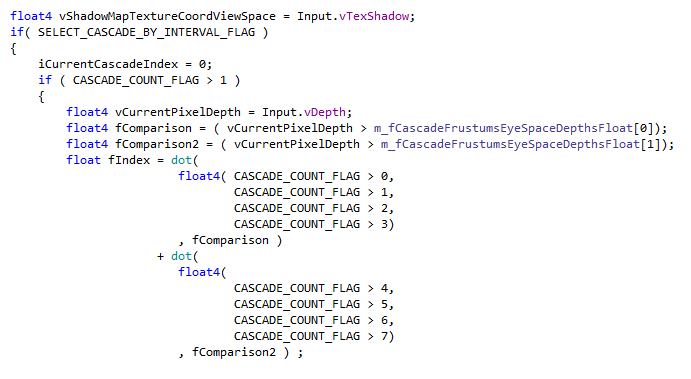 float4 vShadowMapTextureCoordViewSpace = Input.vTexShadow;
if( SELECT_CASCADE_BY_INTERVAL_FLAG )
{
iCurrentCascadeIndex = 0;
if ( CASCADE_COUNT_FLAG > 1 )
{
float4 vCurrentPixelDepth = Input.vDepth;
float4 fComparison = ( vCurrentPixelDepth > m_fCascadeFrustumsEyeSpaceDepthsFloat[0]);
float4 fComparison2 = ( vCurrentPixelDepth > m_fCascadeFrustumsEyeSpaceDepthsFloat[1]);
float fIndex = dot(
float4( CASCADE_COUNT_FLAG > 0,
CASCADE_COUNT_FLAG > 1,
CASCADE_COUNT_FLAG > 2,
CASCADE_COUNT_FLAG > 3)
, fComparison )
+ dot(
float4(
CASCADE_COUNT_FLAG > 4,
CASCADE_COUNT_FLAG > 5,
CASCADE_COUNT_FLAG > 6,
CASCADE_COUNT_FLAG > 7)
, fComparison2 ) ;